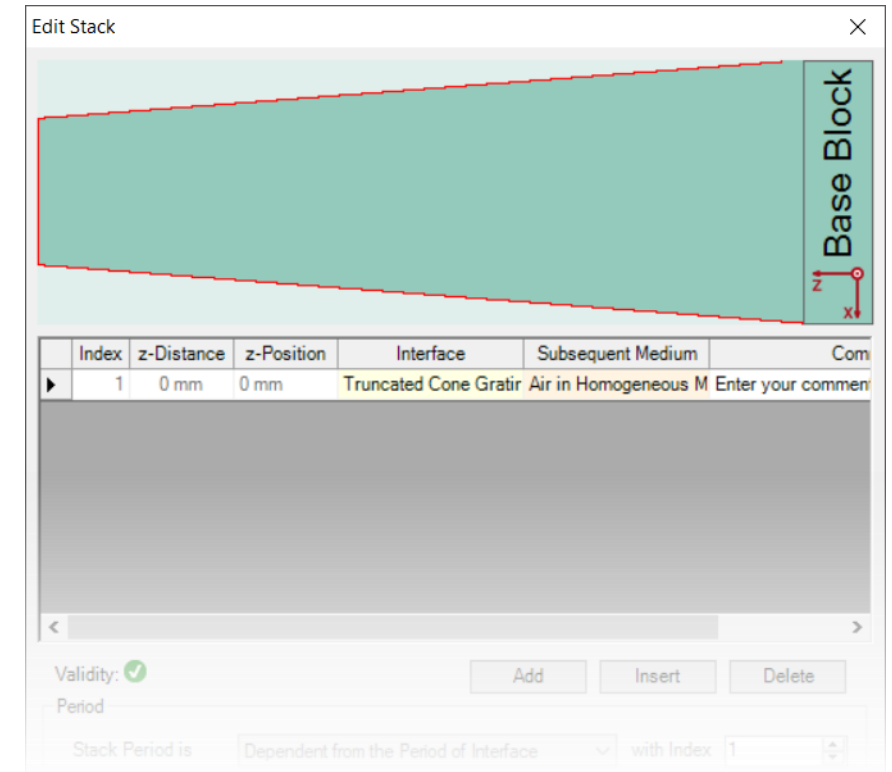 Edit Stack
Base Block
z
x
Index z-Distance z-Position Interface Subsequent Medium Com
1 0 mm 0 mm Truncated Cone Gratin Air in Homogeneous M Enter your comment
Validity: Add Insert Delete
Period
Stack Period is Dependent from the Period of Interface with Index 1